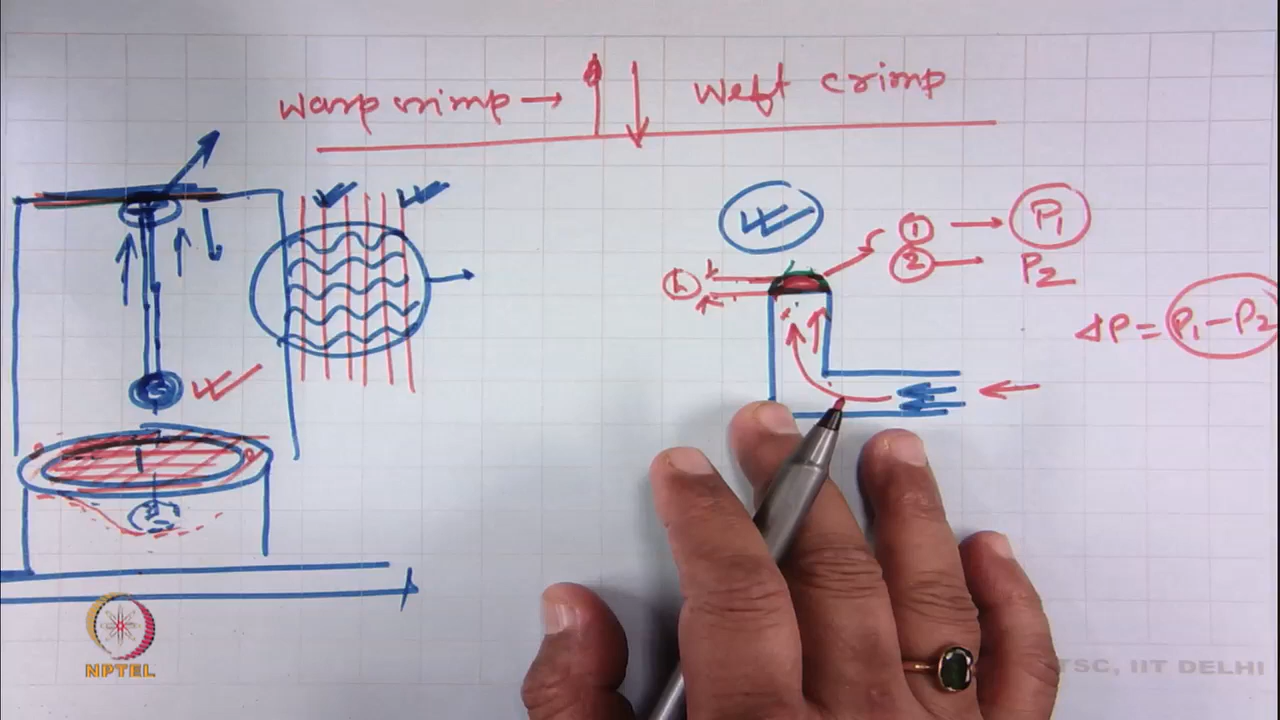 Warp crimp → ↑ ↓ Weft crimp
① → P1
② — P2
h
ΔP = P1 - P2
NPTEL
TSC, IIT DELHI